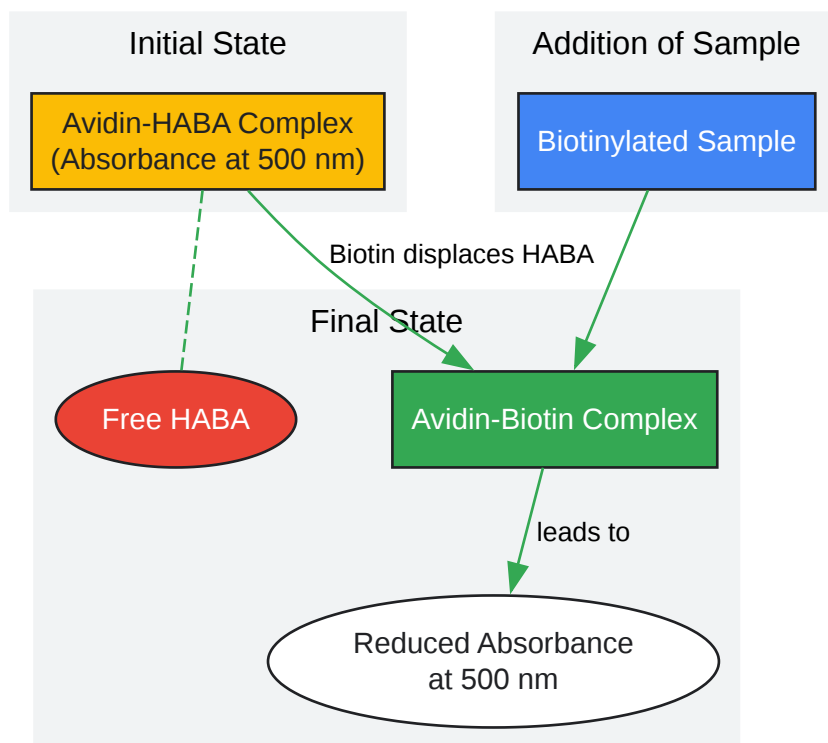 Initial State
Addition of Sample
Avidin-HABA Complex
(Absorbance at 500 nm)
Biotinylated Sample
Biotin displaces HABA
Final State
Free HABA
Avidin-Biotin Complex
leads to
Reduced Absorbance
at 500 nm